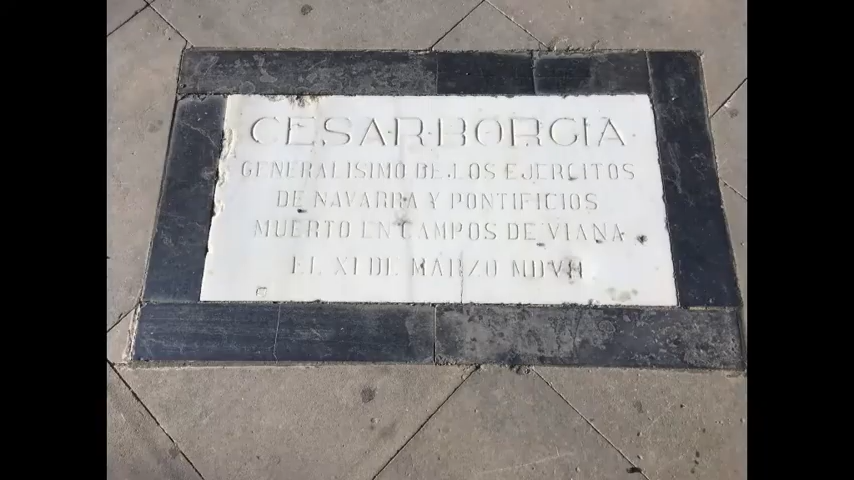 CESAR BORGIA
GENERALISIMO DE LOS EJERCITOS
DE NAVARRA Y PONTIFICIOS
MUERTO EN CAMPOS DE VIANA
EL XI DE MARZO MDVII